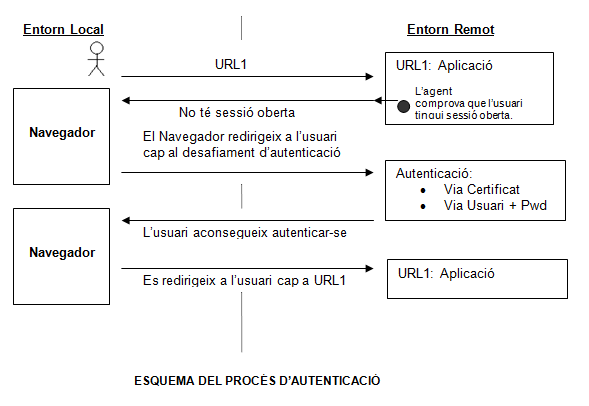 Entorn Local
Entorn Remot
URL1
URL1: Aplicació
L'agent
comprova que l'usuari
tingui sessió oberta.
No té sessió oberta
Navegador
El Navegador redirigeix a l'usuari
cap al desafiament d'autenticació
Autenticació:
• Via Certificat
• Via Usuari + Pwd
L'usuari aconsegueix autenticar-se
Navegador
Es redirigeix a l'usuari cap a URL1
URL1: Aplicació
ESQUEMA DEL PROCÉS D'AUTENTICACIÓ